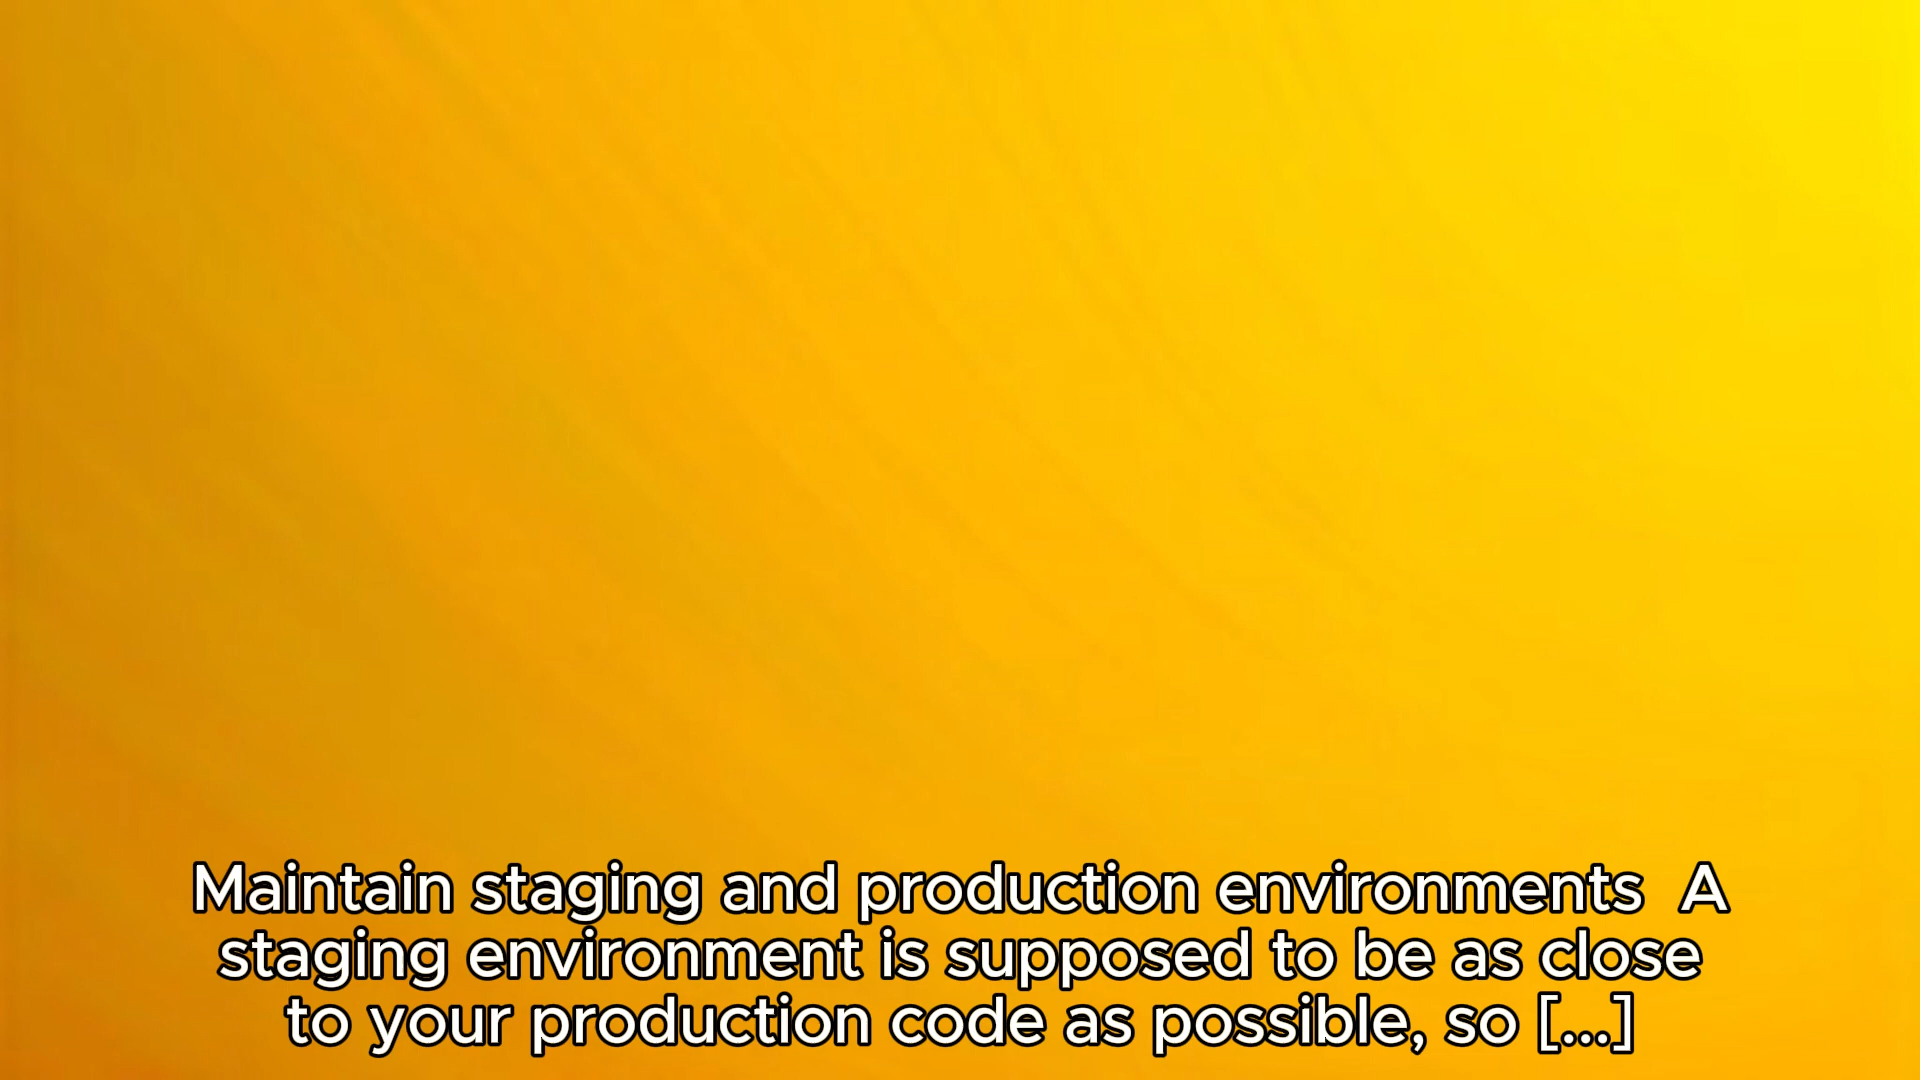 Maintain staging and production environments  A
staging environment is supposed to be as close
to your production code as possible, so [...]